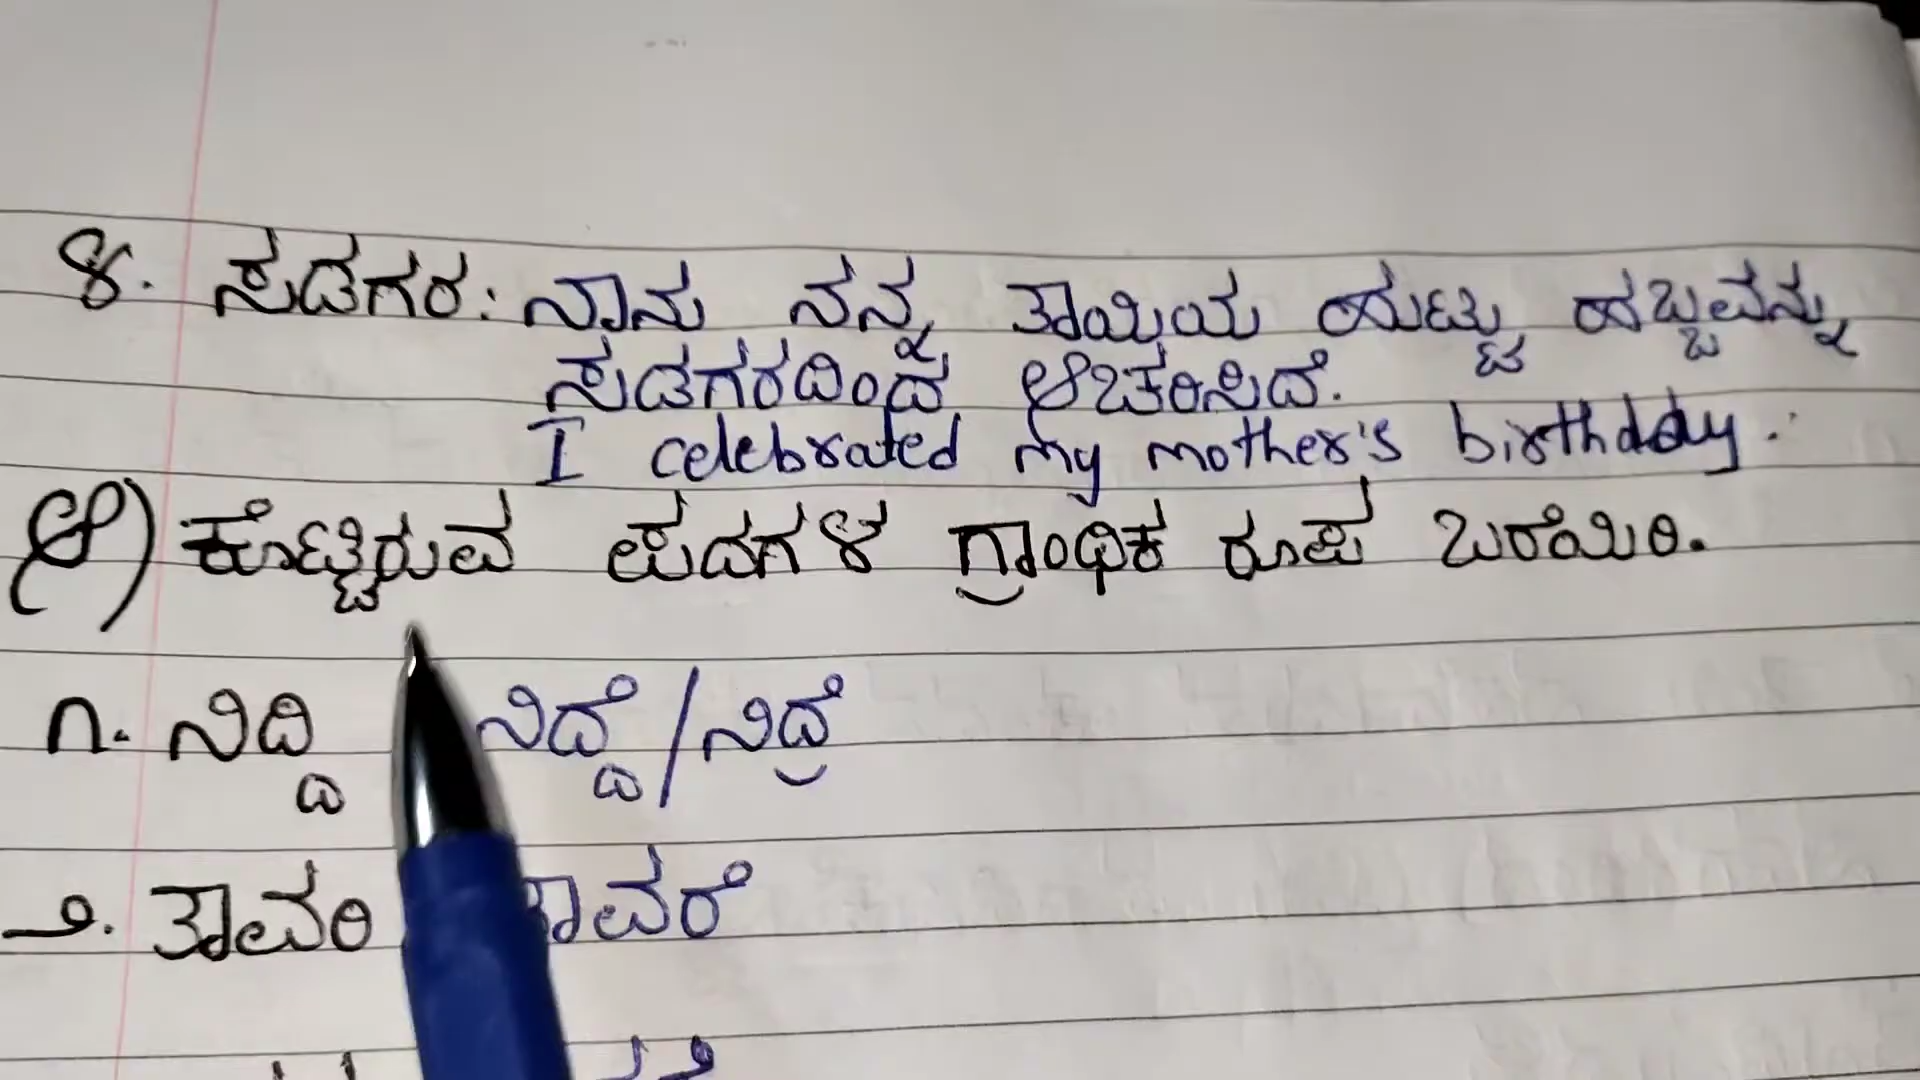 ೪. ಸಡಗರ: ನಾನು ನನ್ನ ತಾಯಿಯ ಹುಟ್ಟು ಹಬ್ಬವನ್ನು
ಸಡಗರದಿಂದ ಆಚರಿಸಿದೆ.
I celebrated my mother's birthday.
ಆ) ಕೊಟ್ಟಿರುವ ಪದಗಳ ಗ್ರಾಂಥಿಕ ರೂಪ ಬರೆಯಿರಿ.
೧. ನಿದ್ದಿ ನಿದ್ದೆ/ನಿದ್ರೆ
೨. ತಾವರಿ ತಾವರೆ